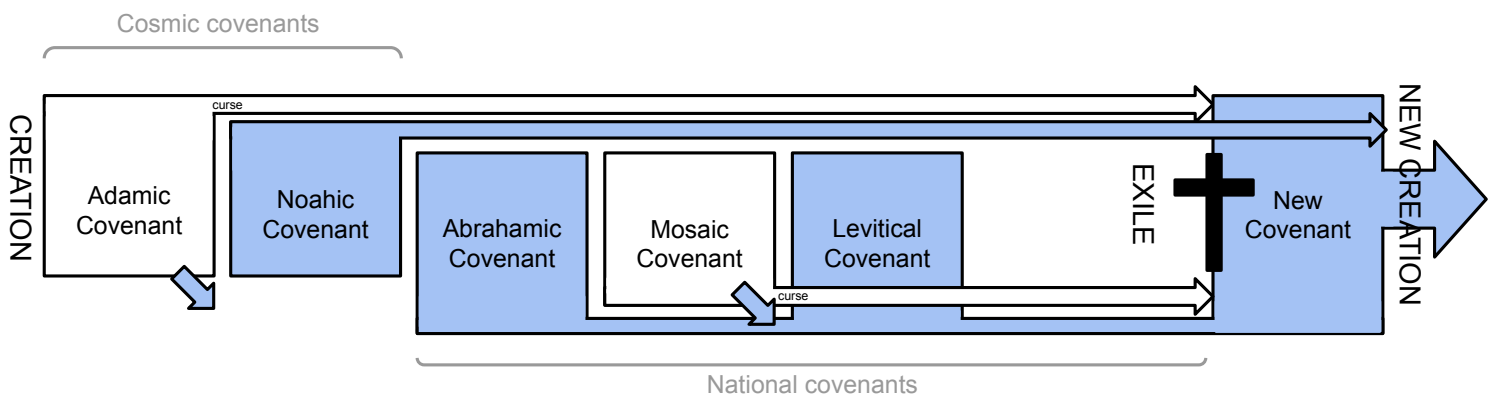 Cosmic covenants
CREATION
curse
Adamic
Covenant
Noahic
Covenant
Abrahamic
Covenant
Mosaic
Covenant
curse
Levitical
Covenant
EXILE
New
Covenant
NEW CREATION
National covenants